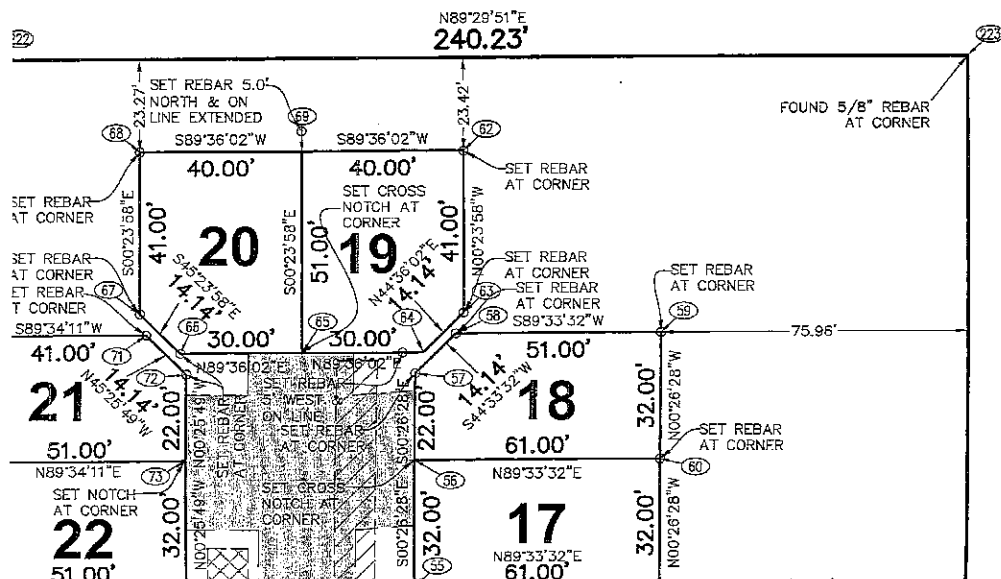 N89°29'51"E
240.23'
222
223
SET REBAR 5.0'
NORTH & ON
LINE EXTENDED
23.27'
69
23.42'
FOUND 5/8" REBAR
AT CORNER
68
S89°36'02"W
S89°36'02"W
62
40.00'
40.00'
SET REBAR
AT CORNER
SET REBAR
AT CORNER
SET CROSS
NOTCH AT
CORNER
S00°23'58"E
41.00'
20
S00°23'58"E
51.00'
19
41.00'
N00°23'58"W
SET REBAR
AT CORNER
S45°23'58"E
14.14'
N44°36'02"E
14.14'
SET REBAR
AT CORNER
SET REBAR
AT CORNER
SET REBAR
T CORNER
67
63
58
S89°33'32"W
59
SET REBAR
AT CORNER
75.96'
S89°34'11"W
71
66
30.00'
65
30.00'
64
41.00'
51.00'
N89°36'02"E
N89°36'02"E
21
N45°25'49"W
14.14'
72
57
14.14'
S44°33'32"W
18
32.00'
N00°26'28"W
22.00'
N00°25'49"W
SET REBAR
AT CORNER
SET REBAR
5' WEST &
ON LINE
SET REBAR
AT CORNER
S00°26'28"E
22.00'
SET REBAR
AT CORNER
51.00'
61.00'
N89°34'11"E
73
N89°33'32"E
60
SET NOTCH
AT CORNER
SET CROSS
NOTCH AT
CORNER
56
22
32.00'
N00°25'49"W
S00°26'28"E
32.00'
17
32.00'
N00°26'28"W
N89°33'32"E
51.00'
55
61.00'